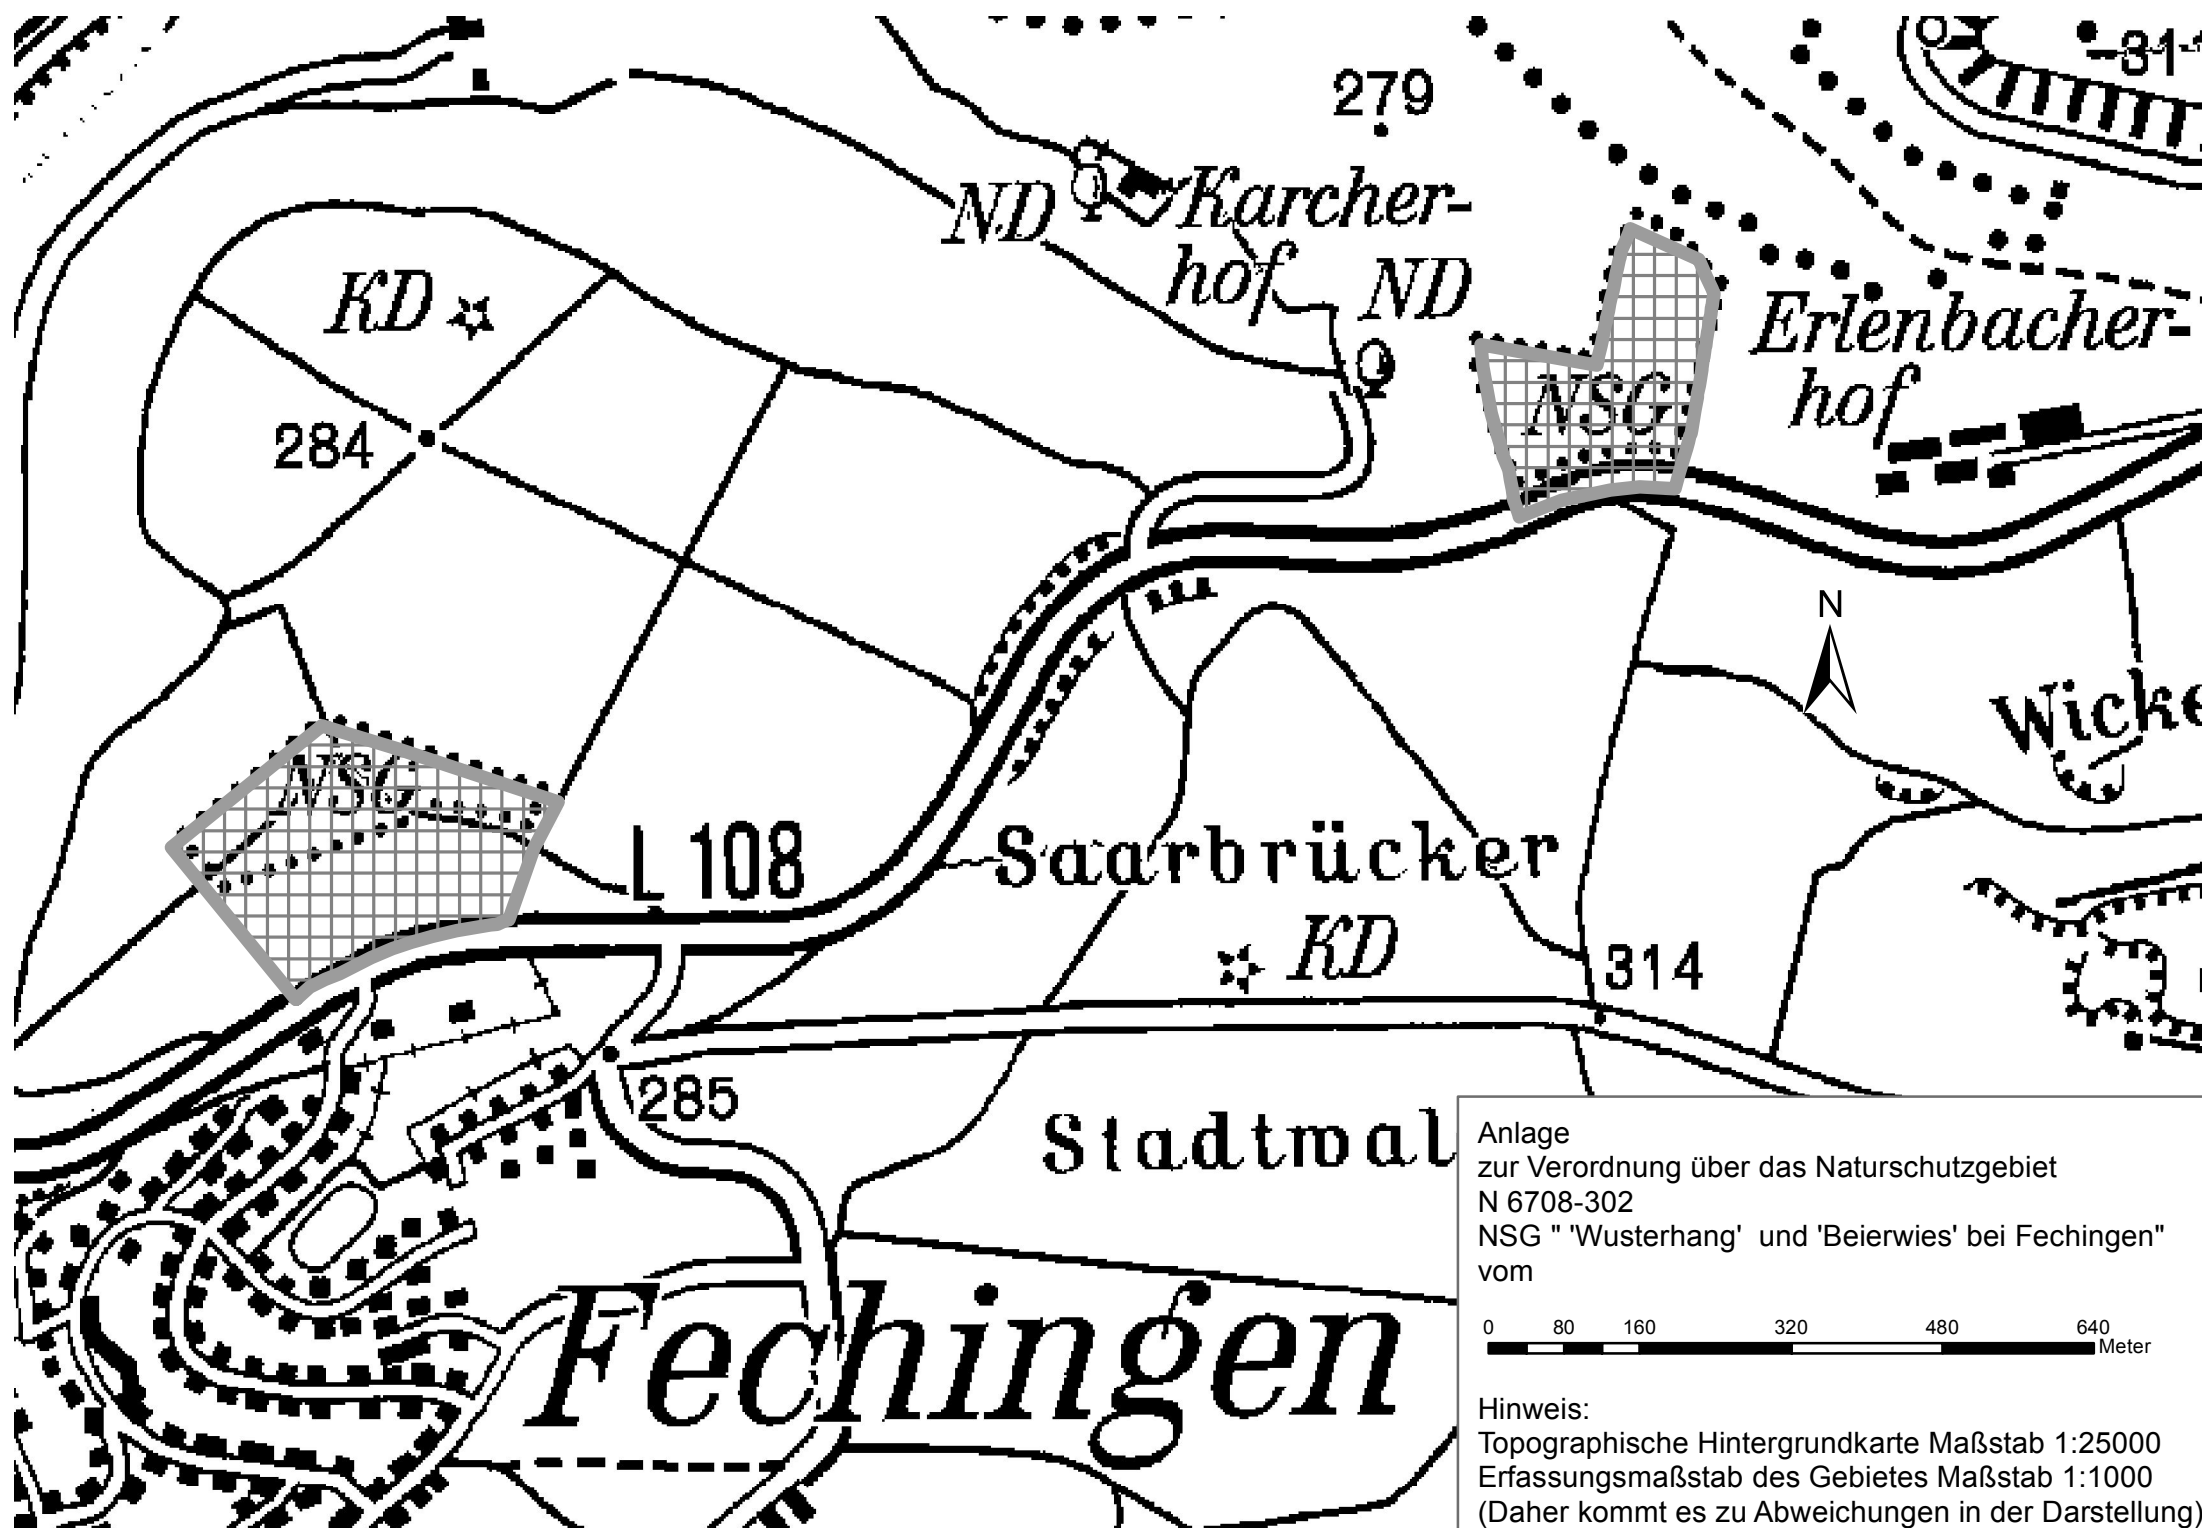 279
ND
Karcher-
hof
ND
Erlenbacher-
hof
KD
284
NSG
N
NSG
L 108
Saarbrücker
KD
314
285
Stadtwal
Fechingen
Anlage
zur Verordnung über das Naturschutzgebiet
N 6708-302
NSG " 'Wusterhang' und 'Beierwies' bei Fechingen"
vom
0 80 160 320 480 640
Meter
Hinweis:
Topographische Hintergrundkarte Maßstab 1:25000
Erfassungsmaßstab des Gebietes Maßstab 1:1000
(Daher kommt es zu Abweichungen in der Darstellung)